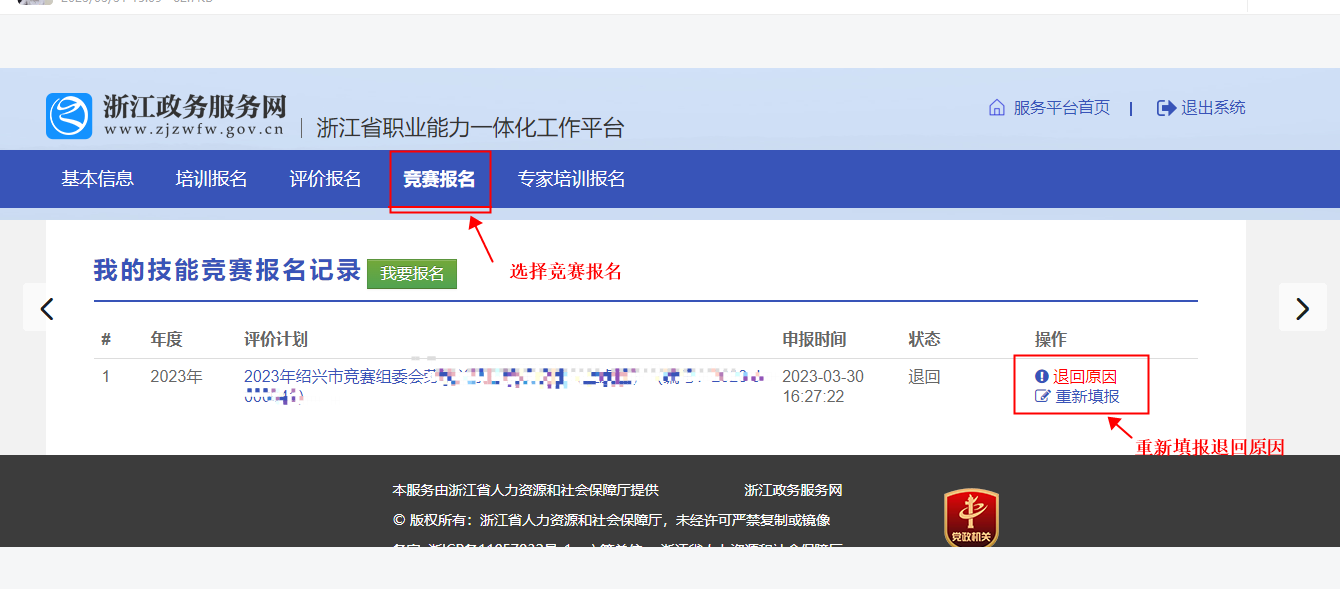 浙江政务服务网
www.zjzwfw.gov.cn
浙江省职业能力一体化工作平台
服务平台首页 | 退出系统
基本信息 培训报名 评价报名 竞赛报名 专家培训报名
选择竞赛报名
我的技能竞赛报名记录 我要报名
# 年度 评价计划 申报时间 状态 操作
1 2023年 2023年绍兴市竞赛组委会 2023-03-30 退回 退回原因
16:27:22 重新填报
重新填报退回原因
本服务由浙江省人力资源和社会保障厅提供 浙江政务服务网
© 版权所有：浙江省人力资源和社会保障厅，未经许可严禁复制或镜像
党政机关